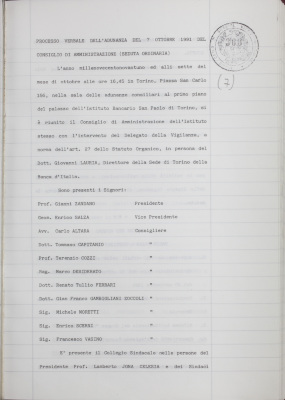 PROCESSO VERBALE DELL'ADUNANZA DEL 7 OTTOBRE 1981 DEL
CONSIGLIO DI AMMINISTRAZIONE (SEDUTA ORDINARIA)
L'anno millenovecentottantuno ed allì sette del
mese di ottobre alle ore 16,45 in Torino, Piazza San Carlo
156, nella sala delle adunanze consiliari al primo piano
del palazzo dell'Istituto Bancario San Paolo di Torino, si
è riunito il Consiglio di Amministrazione dell'Istituto
stesso con l'intervento del Delegato della Vigilanza, a
norma dell'art. 27 dello Statuto Organico, in persona del
Dott. Giovanni LAURIA, Direttore della Sede di Torino della
Banca d'Italia.
Sono presenti i Signori:
Prof. Gianni ZANDANO Presidente
Geom. Enrico SALZA Vice Presidente
Avv. Carlo ALTARA Consigliere
Dott. Tommaso CAPITANIO "
Prof. Terenzio COZZI "
Rag. Marco DESIDERATO "
Dott. Renato Tullio FERRARI "
Dott. Gian Franco GAMBIGLIANI ZOCCOLI "
Sig. Michele MORETTI "
Sig. Enrico "
Sig. Francesco VAXINO "
E' presente il Collegio Sindacale nelle persone del
Presidente Prof. Lamberto JONA CELESIA e dei Sindaci